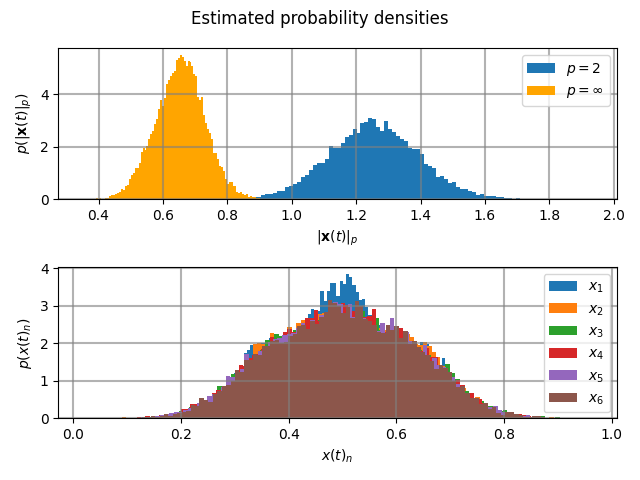 Estimated probability densities
p(|x(t)|ₚ)
4
2
0
p = 2
p = ∞
0.4 0.6 0.8 1.0 1.2 1.4 1.6 1.8 2.0
|x(t)|ₚ
p(x(t)ₙ)
4
3
2
1
0
x₁
x₂
x₃
x₄
x₅
x₆
0.0 0.2 0.4 0.6 0.8 1.0
x(t)ₙ